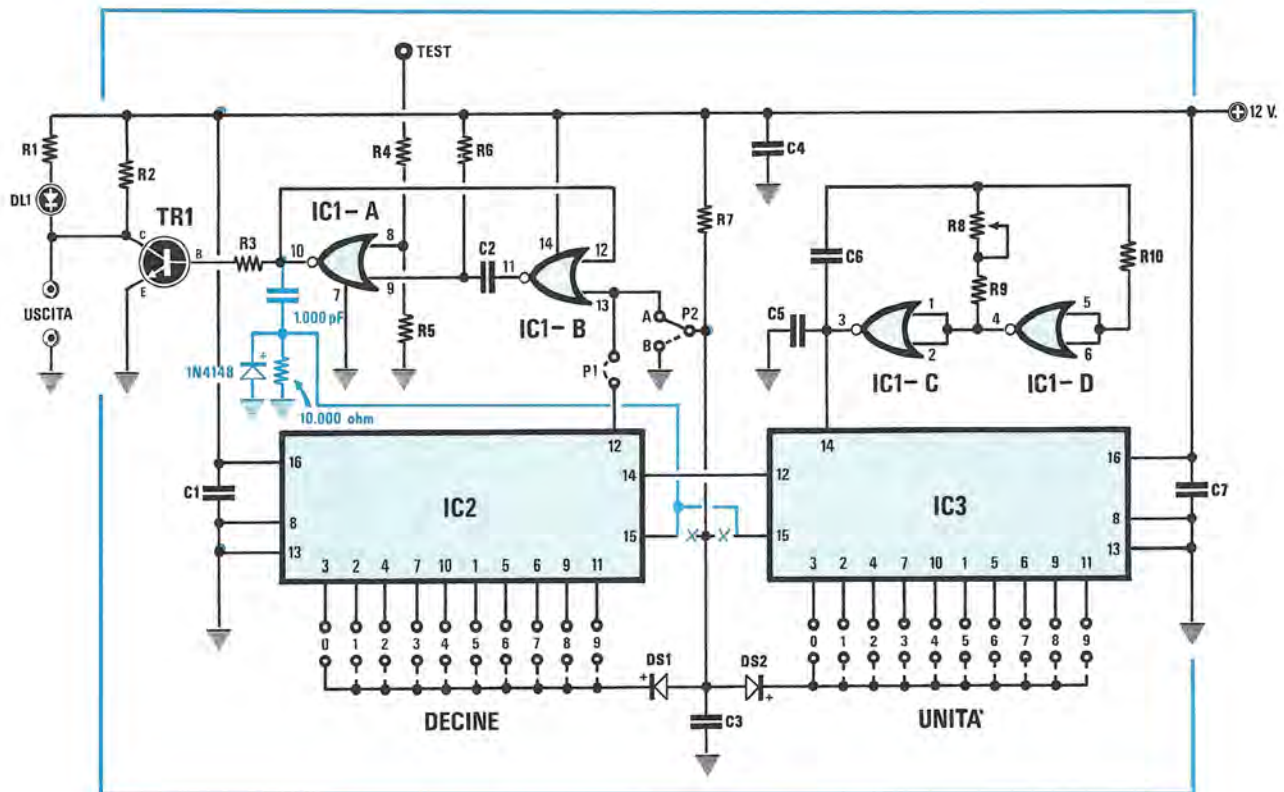 TEST
12 V.
R1
R2
R4
R6
C4
DL1
TR1
IC1-A
R7
R8
R10
C
B
E
R3
10
8
9
7
C2
11
14
12
13
IC1-B
C6
R9
USCITA
1.000 pF
R5
A
P2
B
C5
3
1
2
4
5
6
IC1-C
IC1-D
1N4148
10.000 ohm
P1
12
14
16
C1
8
13
IC2
14
15
12
15
IC3
16
8
13
C7
3 2 4 7 10 1 5 6 9 11
3 2 4 7 10 1 5 6 9 11
0 1 2 3 4 5 6 7 8 9
0 1 2 3 4 5 6 7 8 9
DS1
DS2
+
+
DECINE
C3
UNITA'